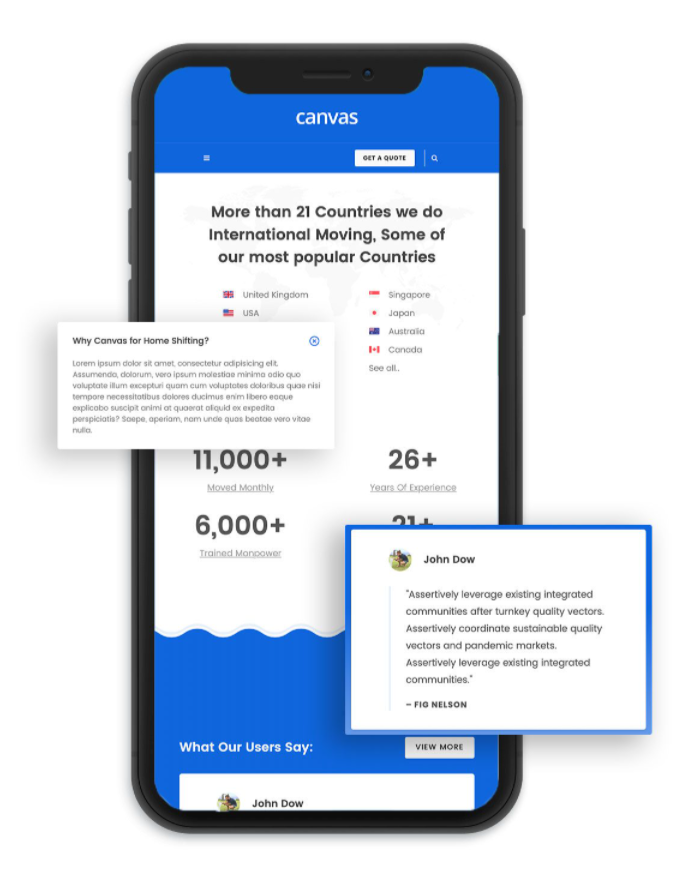 canvas
GET A QUOTE
More than 21 Countries we do
International Moving, Some of
our most popular Countries
United Kingdom
Singapore
USA
Japan
Australia
Canada
See all..
Why Canvas for Home Shifting?
Lorem ipsum dolor sit amet, consectetur adipisicing elit.
Assumenda, dolorum, vero ipsum molestiae minima odio quo
voluptate illum excepturi quam cum voluptates doloribus quae nisi
tempore necessitatibus dolores ducimus enim libero eaque
explicabo suscipit animi at quaerat aliquid ex expedita
perspiciatis? Saepe, aperiam, nam unde quas beatae vero vitae
nulla.
11,000+
Moved Monthly
26+
Years Of Experience
6,000+
Trained Manpower
21+
John Dow
"Assertively leverage existing integrated
communities after turnkey quality vectors.
Assertively coordinate sustainable quality
vectors and pandemic markets.
Assertively leverage existing integrated
communities."
– FIG NELSON
What Our Users Say:
VIEW MORE
John Dow